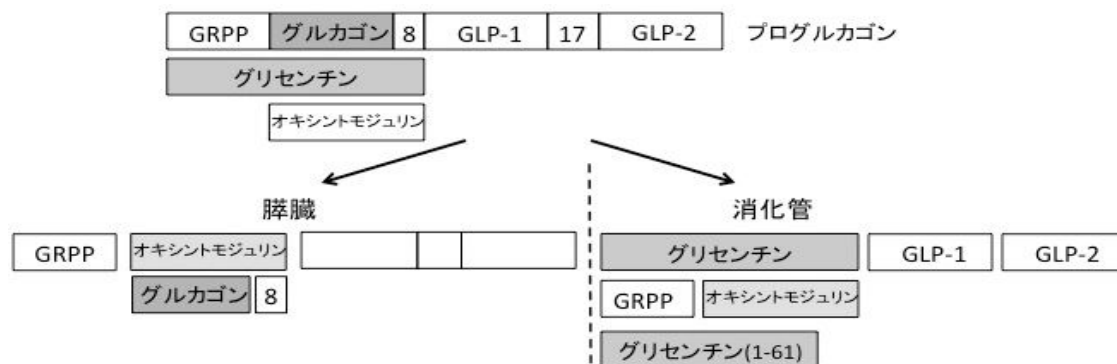 GRPP グルカゴン 8 GLP-1 17 GLP-2 プログルカゴン
グリセンチン
オキシントモジュリン
膵臓 消化管
GRPP オキシントモジュリン グリセンチン GLP-1 GLP-2
グルカゴン 8 GRPP オキシントモジュリン
グリセンチン(1-61)